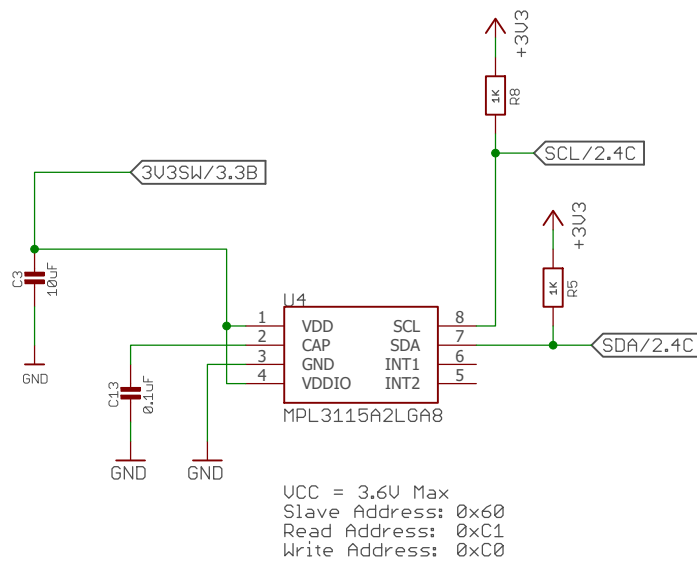 +3V3
1K
R8
SCL/2.4C
3V3SW/3.3B
+3V3
C3
10uF
1K
R5
U4
1 VDD SCL 8
2 CAP SDA 7
3 GND INT1 6
4 VDDIO INT2 5
SDA/2.4C
GND
C13
0.1uF
MPL3115A2LGA8
GND
GND
VCC = 3.6V Max
Slave Address: 0x60
Read Address: 0xC1
Write Address: 0xC0